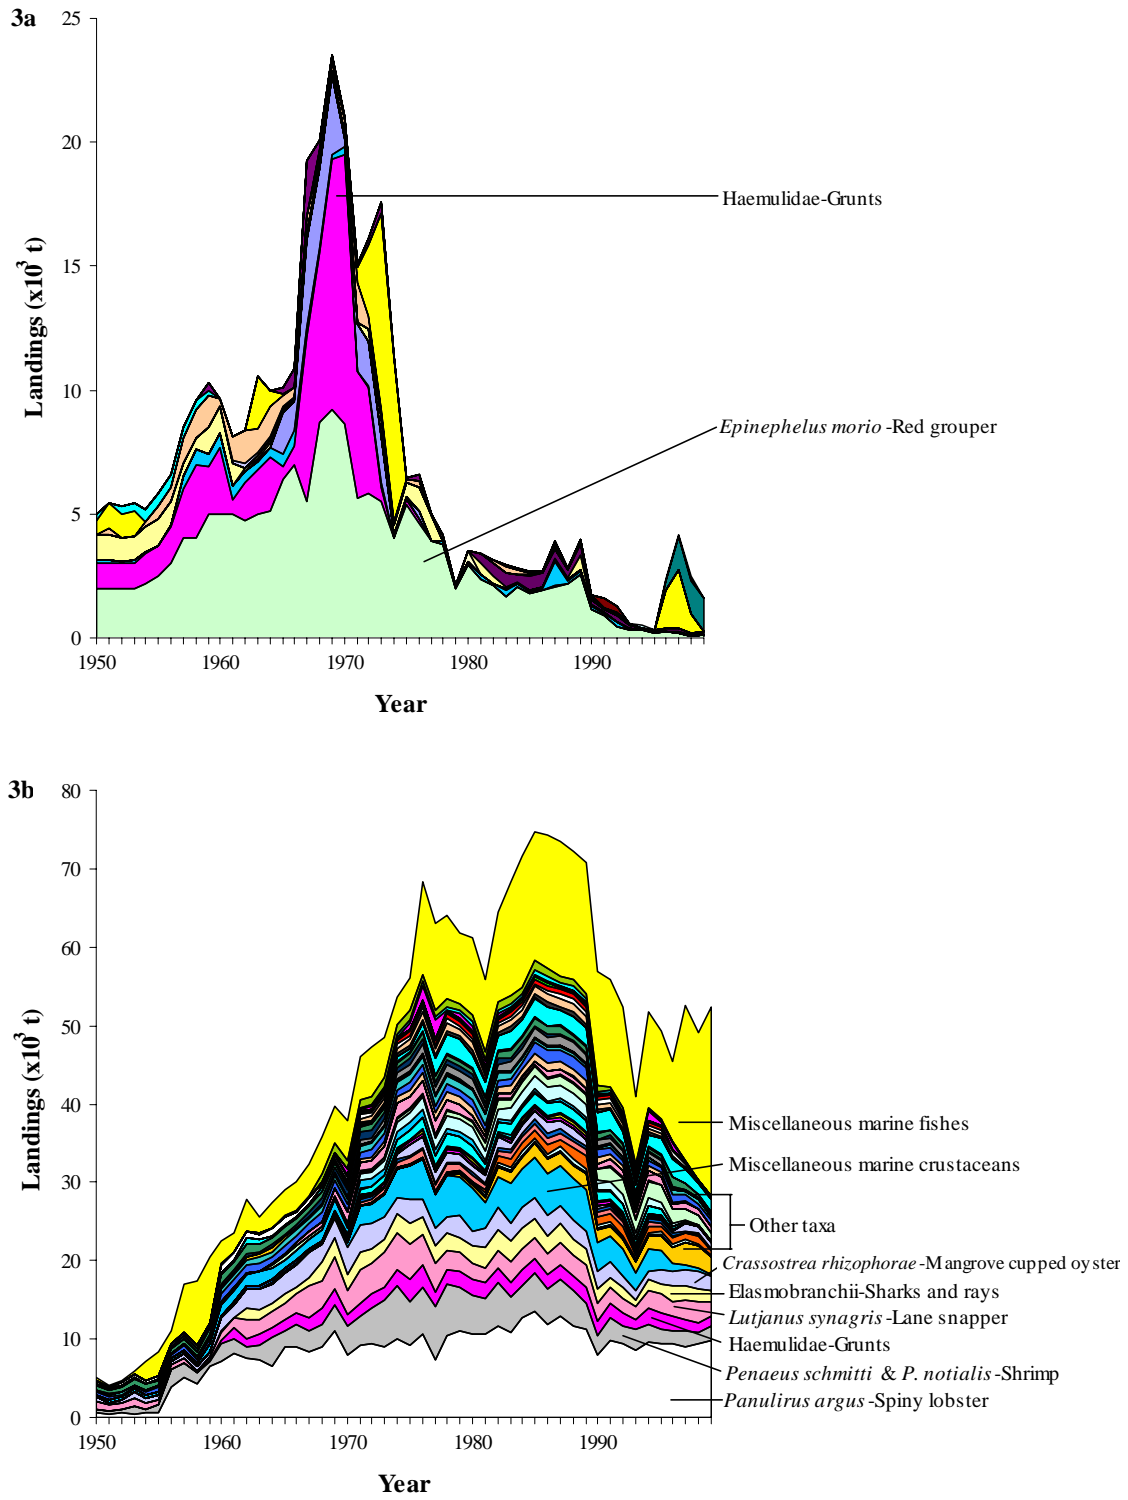 3a
25
20
15
10
5
0
Landings (x10³ t)
Haemulidae-Grunts
Epinephelus morio -Red grouper
1950 1960 1970 1980 1990
Year
3b
80
70
60
50
40
30
20
10
0
Landings (x10³ t)
Miscellaneous marine fishes
Miscellaneous marine crustaceans
Other taxa
Crassostrea rhizophorae -Mangrove cupped oyster
Elasmobranchii-Sharks and rays
Lutjanus synagris -Lane snapper
Haemulidae-Grunts
Penaeus schmitti & P. notialis -Shrimp
Panulirus argus -Spiny lobster
1950 1960 1970 1980 1990
Year